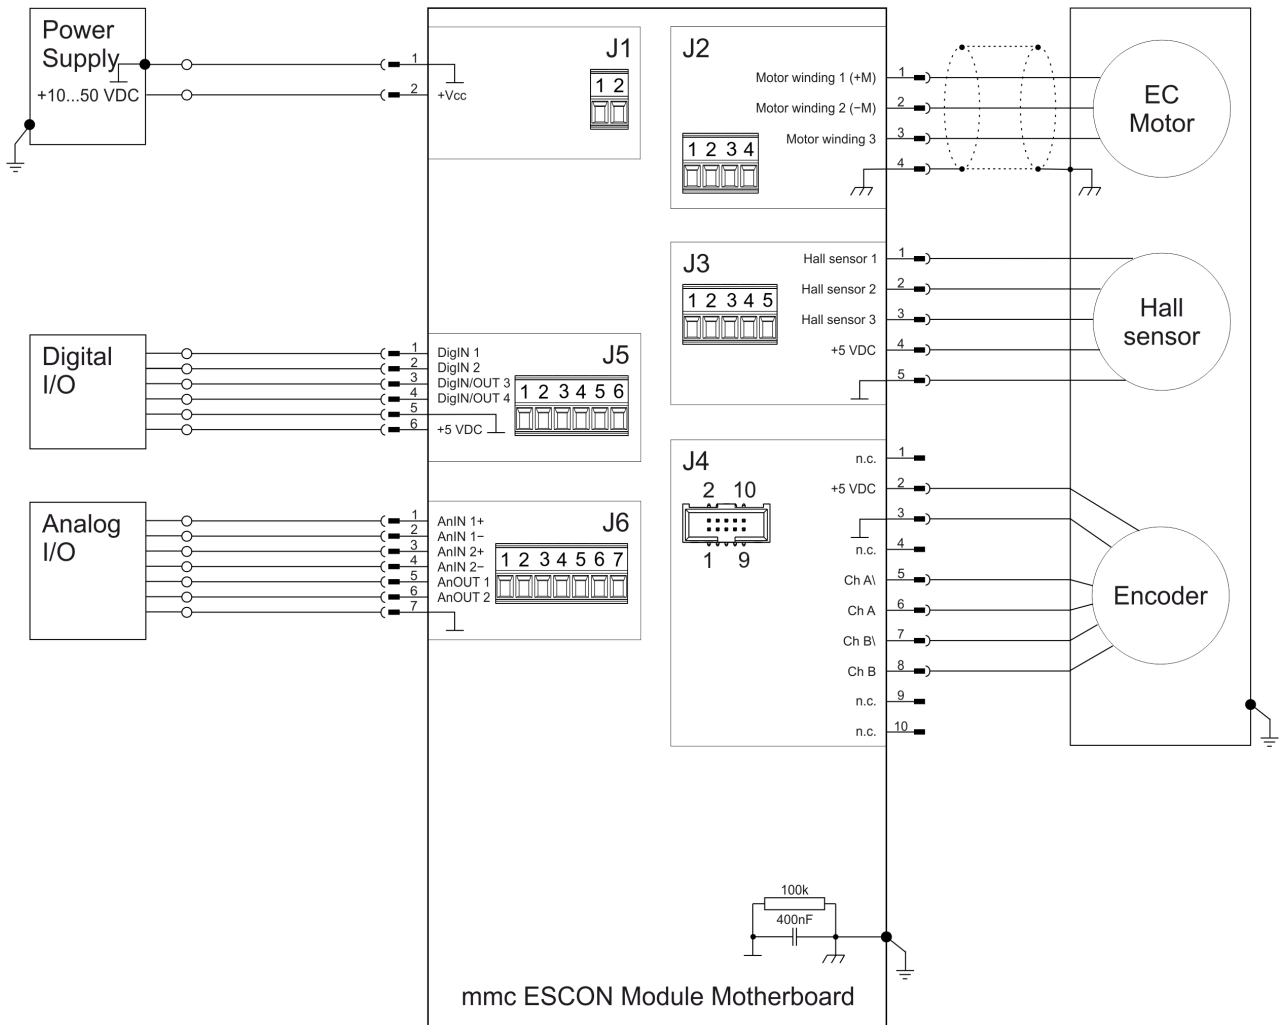 Power
Supply
+10...50 VDC
1
2
+Vcc
J1
1 2
J2
1 2 3 4
Motor winding 1 (+M)
Motor winding 2 (−M)
Motor winding 3
1
2
3
4
EC
Motor
J3
1 2 3 4 5
Hall sensor 1
Hall sensor 2
Hall sensor 3
+5 VDC
1
2
3
4
5
Hall
sensor
Digital
I/O
1
2
3
4
5
6
DigIN 1
DigIN 2
DigIN/OUT 3
DigIN/OUT 4
+5 VDC
J5
1 2 3 4 5 6
J4
2 10
1 9
n.c.
+5 VDC
n.c.
Ch A\
Ch A
Ch B\
Ch B
n.c.
n.c.
1
2
3
4
5
6
7
8
9
10
Encoder
Analog
I/O
1
2
3
4
5
6
7
AnIN 1+
AnIN 1−
AnIN 2+
AnIN 2−
AnOUT 1
AnOUT 2
J6
1 2 3 4 5 6 7
100k
400nF
mmc ESCON Module Motherboard